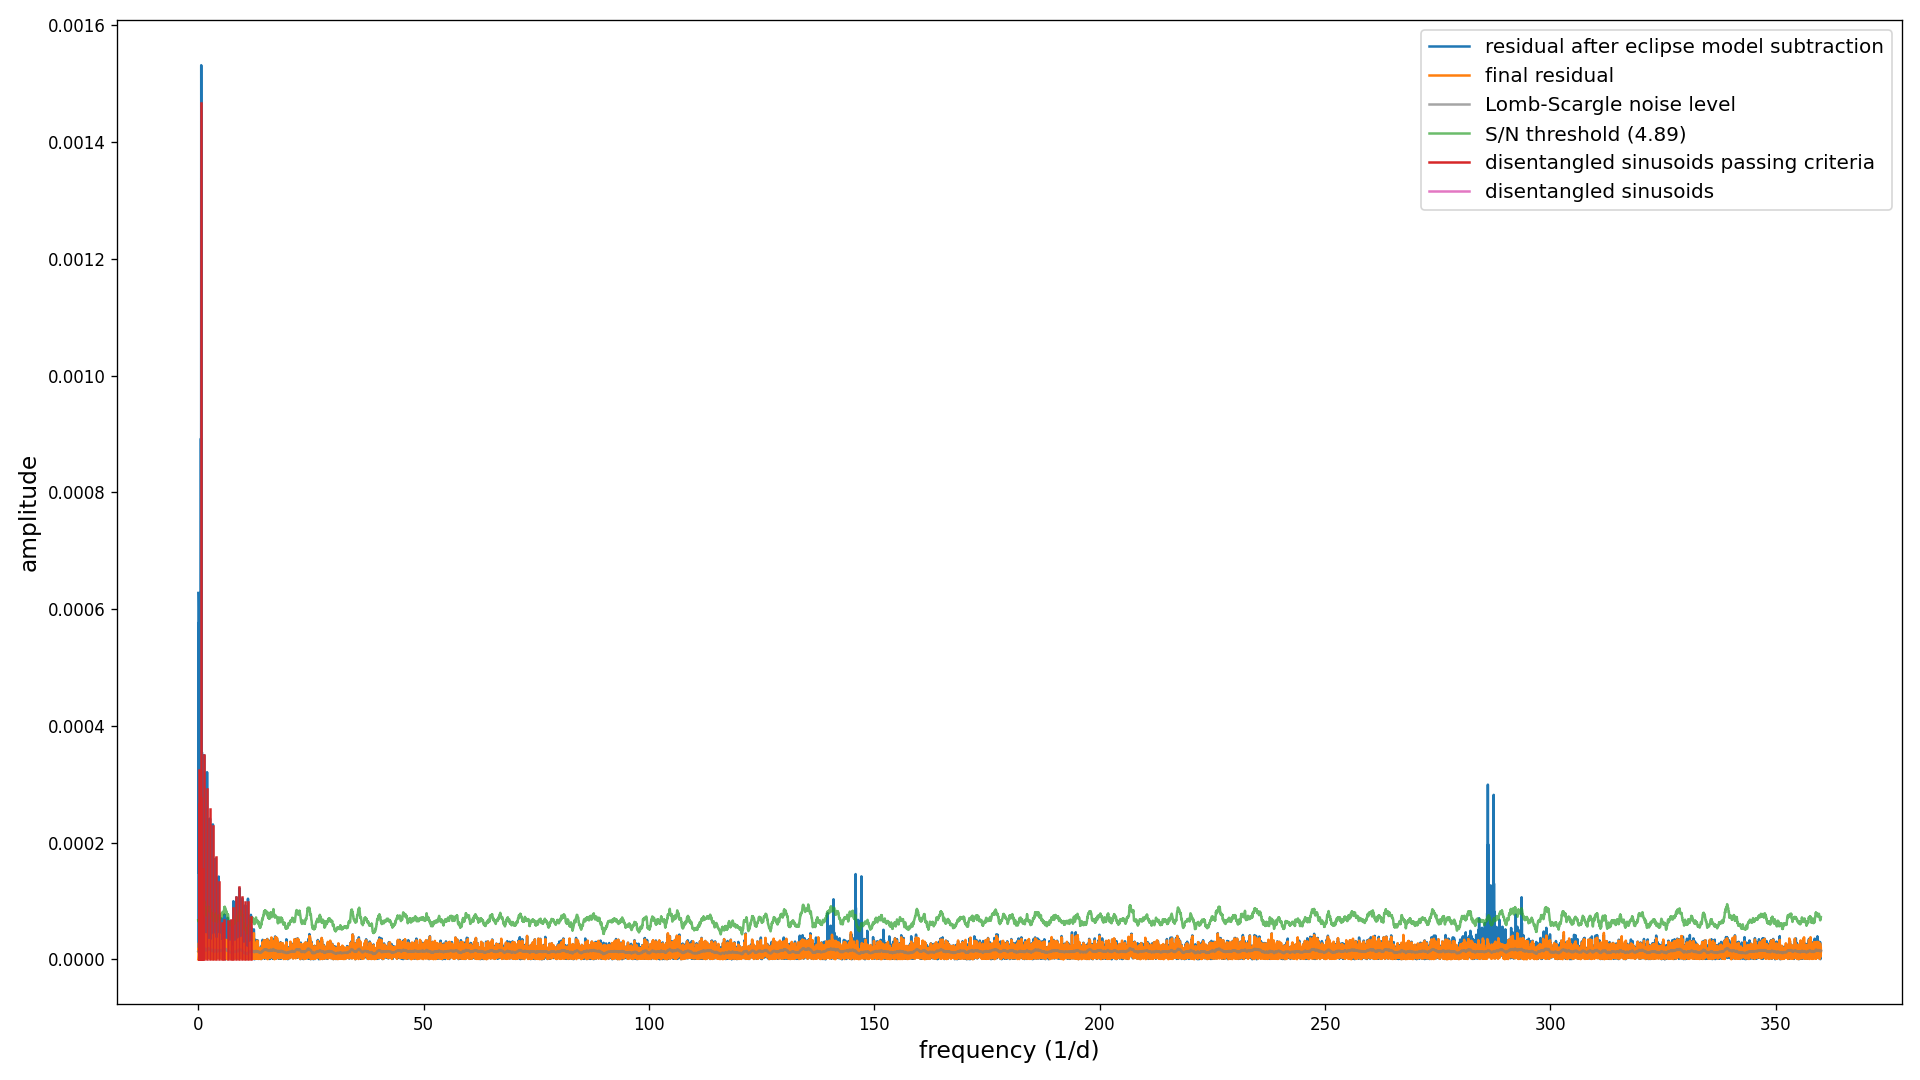 0.0016
0.0014
0.0012
0.0010
0.0008
0.0006
0.0004
0.0002
0.0000
amplitude
0
50
100
150
200
250
300
350
frequency (1/d)
residual after eclipse model subtraction
final residual
Lomb-Scargle noise level
S/N threshold (4.89)
disentangled sinusoids passing criteria
disentangled sinusoids